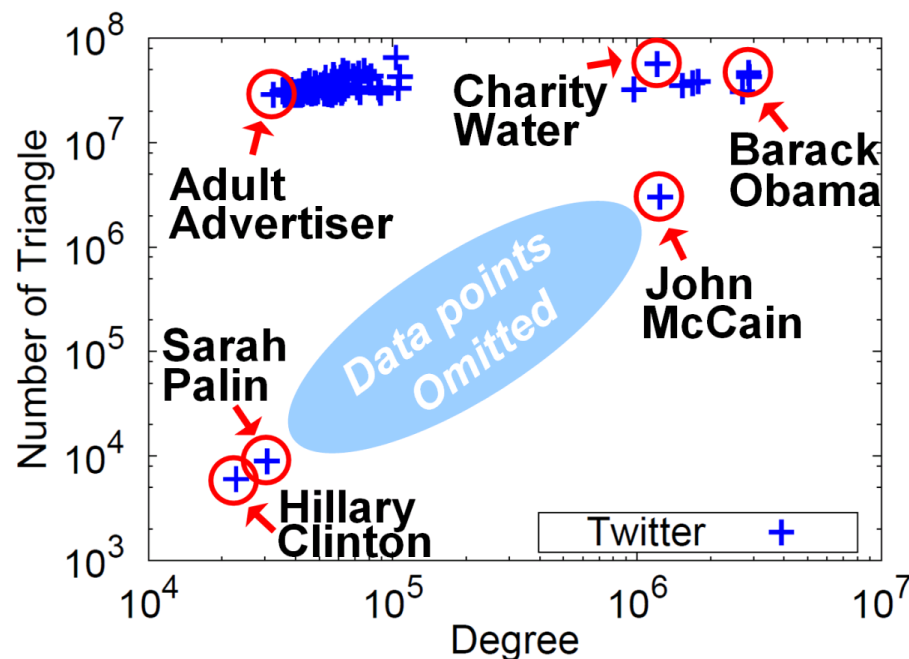 10^8
10^7
10^6
10^5
10^4
10^3
Number of Triangle
Adult
Advertiser
Charity
Water
Barack
Obama
John
McCain
Data points
Omitted
Sarah
Palin
Hillary
Clinton
Twitter
10^4
10^5
10^6
10^7
Degree